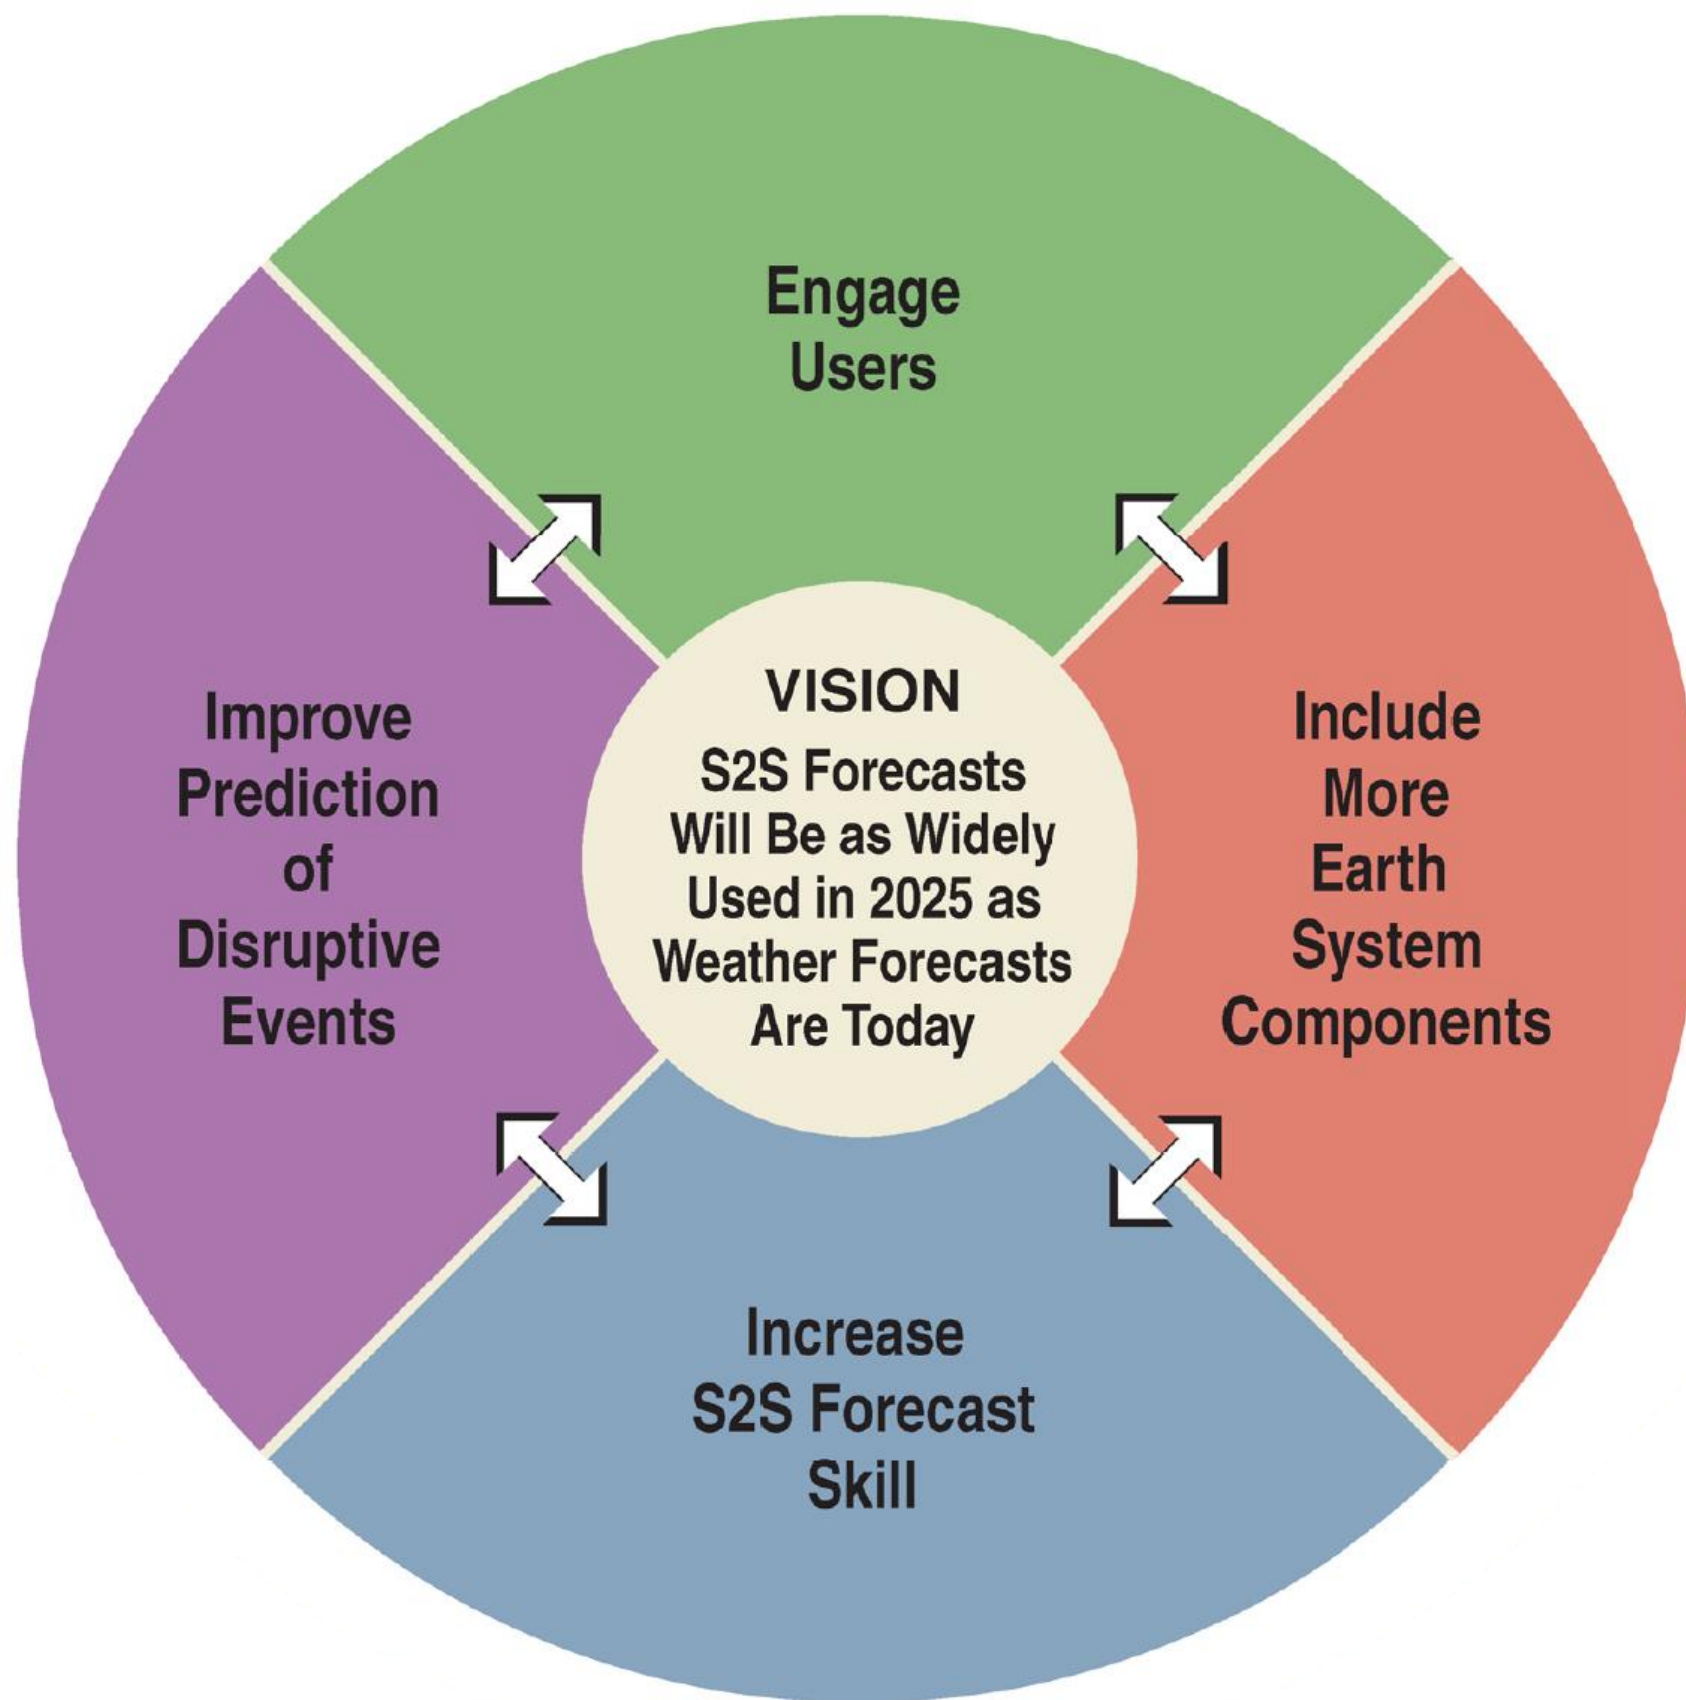 Engage
Users
Improve
Prediction
of
Disruptive
Events
VISION
S2S Forecasts
Will Be as Widely
Used in 2025 as
Weather Forecasts
Are Today
Include
More
Earth
System
Components
Increase
S2S Forecast
Skill